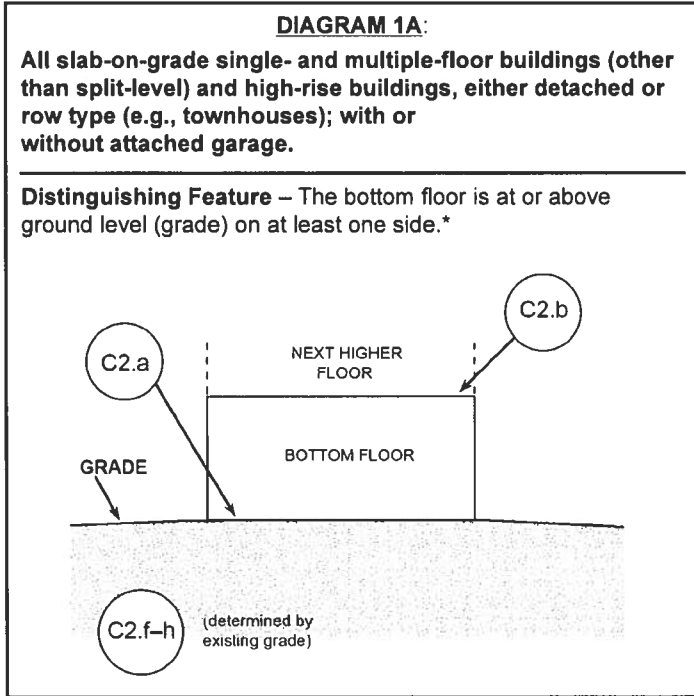 DIAGRAM 1A:
All slab-on-grade single- and multiple-floor buildings (other
than split-level) and high-rise buildings, either detached or
row type (e.g., townhouses); with or
without attached garage.
Distinguishing Feature – The bottom floor is at or above
ground level (grade) on at least one side.*
C2.b
C2.a
NEXT HIGHER
FLOOR
BOTTOM FLOOR
GRADE
C2.f–h
(determined by
existing grade)